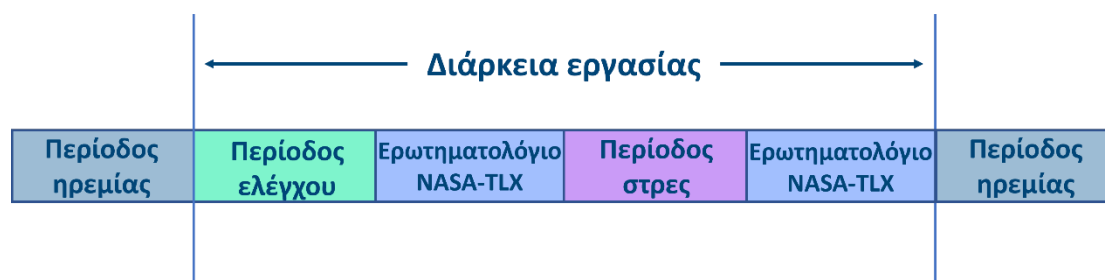 Διάρκεια εργασίας
Περίοδος
ηρεμίας
Περίοδος
ελέγχου
Ερωτηματολόγιο
NASA-TLX
Περίοδος
στρες
Ερωτηματολόγιο
NASA-TLX
Περίοδος
ηρεμίας